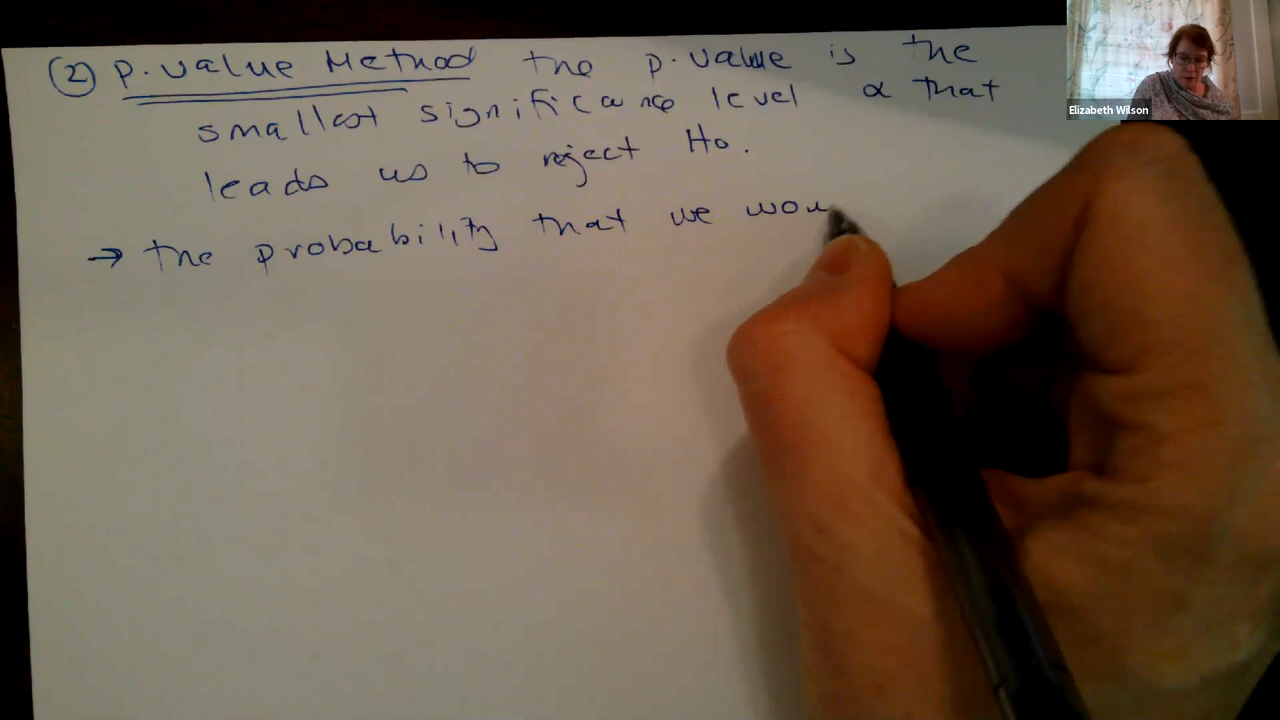 (2) P-value Method the p-value is the
smallest significance level α that
leads us to reject Ho.
→ the probability that we wou
Elizabeth Wilson